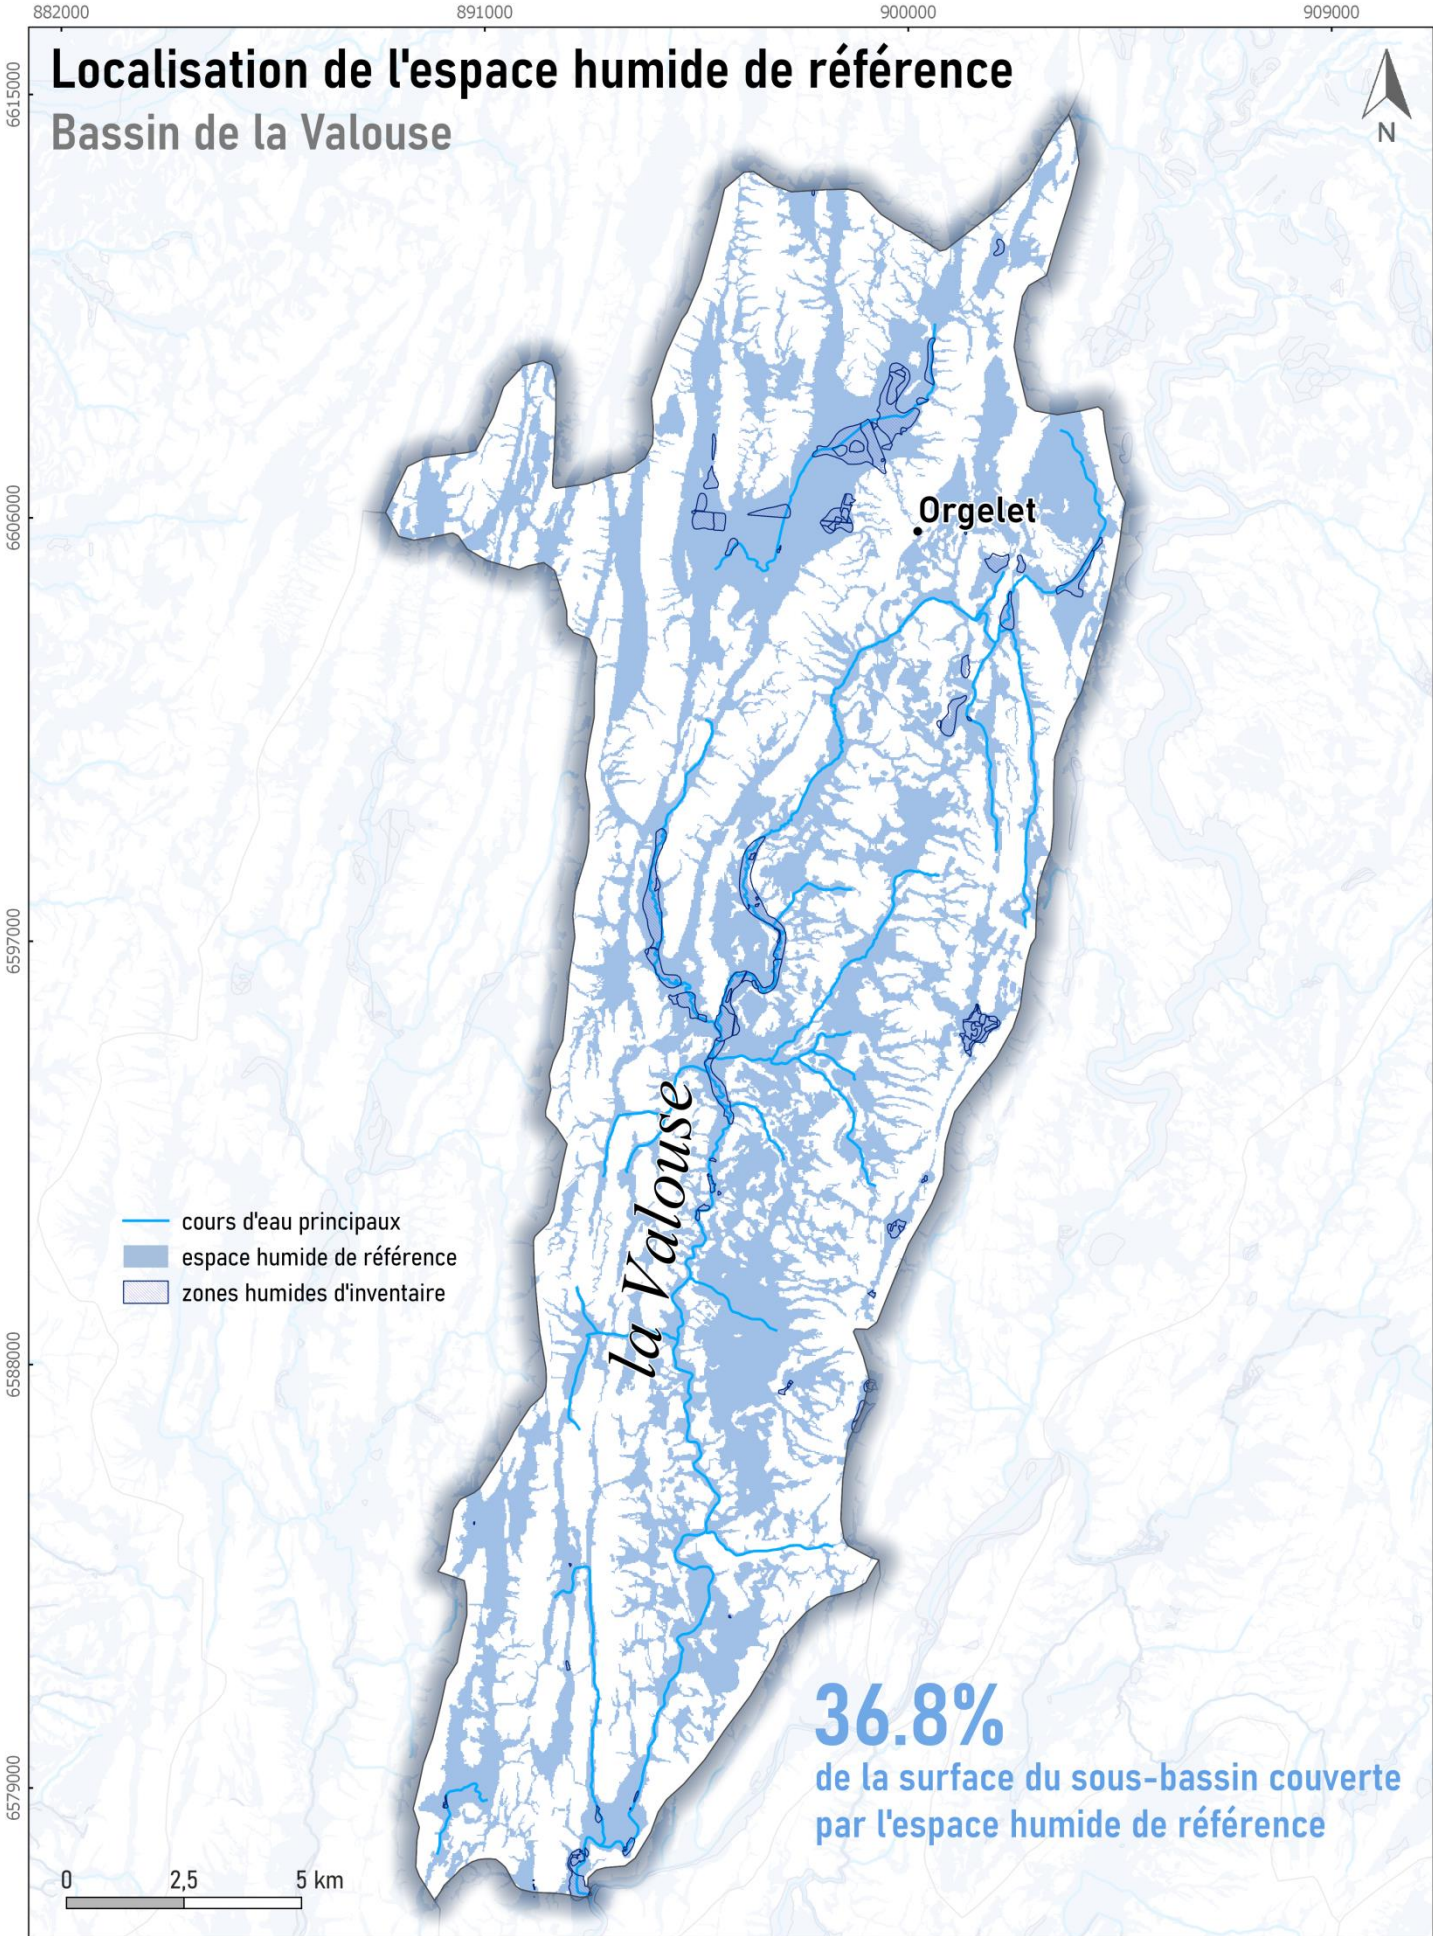 882000
891000
900000
909000
Localisation de l'espace humide de référence
Bassin de la Valouse
N
6615000
6606000
6597000
6588000
6579000
Orgelet
la Valouse
cours d'eau principaux
espace humide de référence
zones humides d'inventaire
36.8%
de la surface du sous-bassin couverte
par l'espace humide de référence
0 2,5 5 km